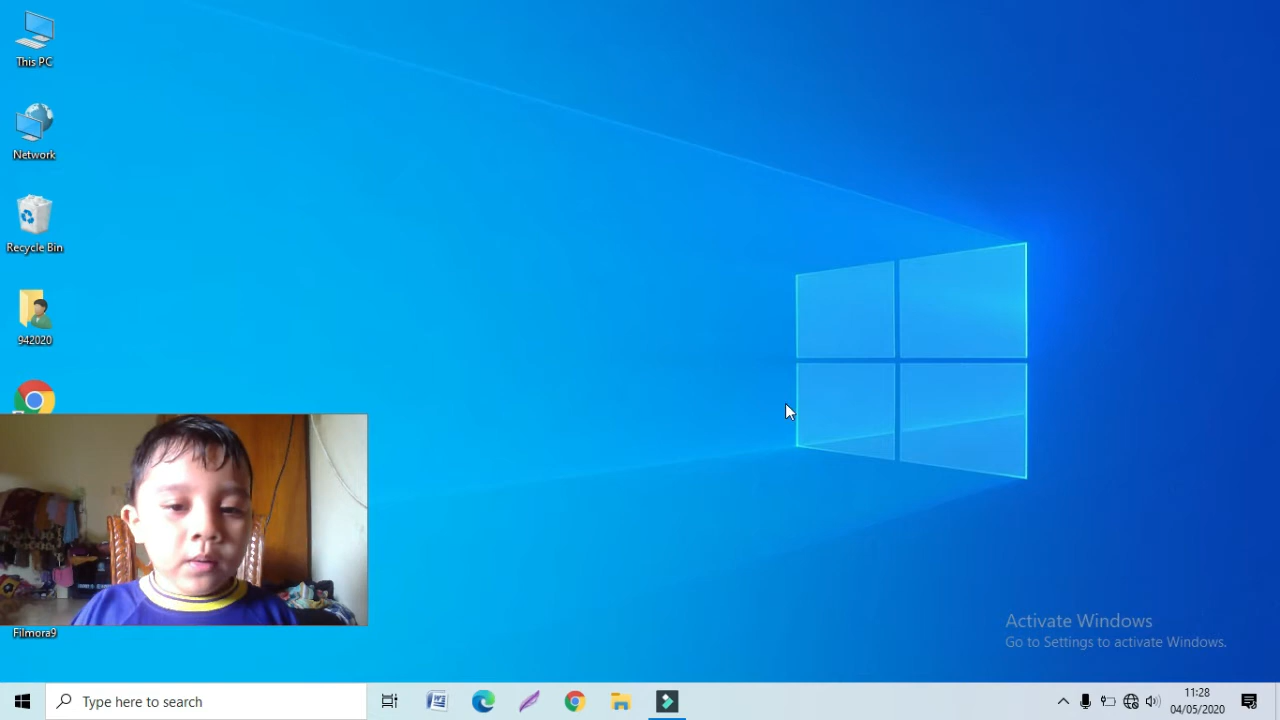 This PC
Network
Recycle Bin
942020
Filmora9
Activate Windows
Go to Settings to activate Windows.
Type here to search
11:28
04/05/2020